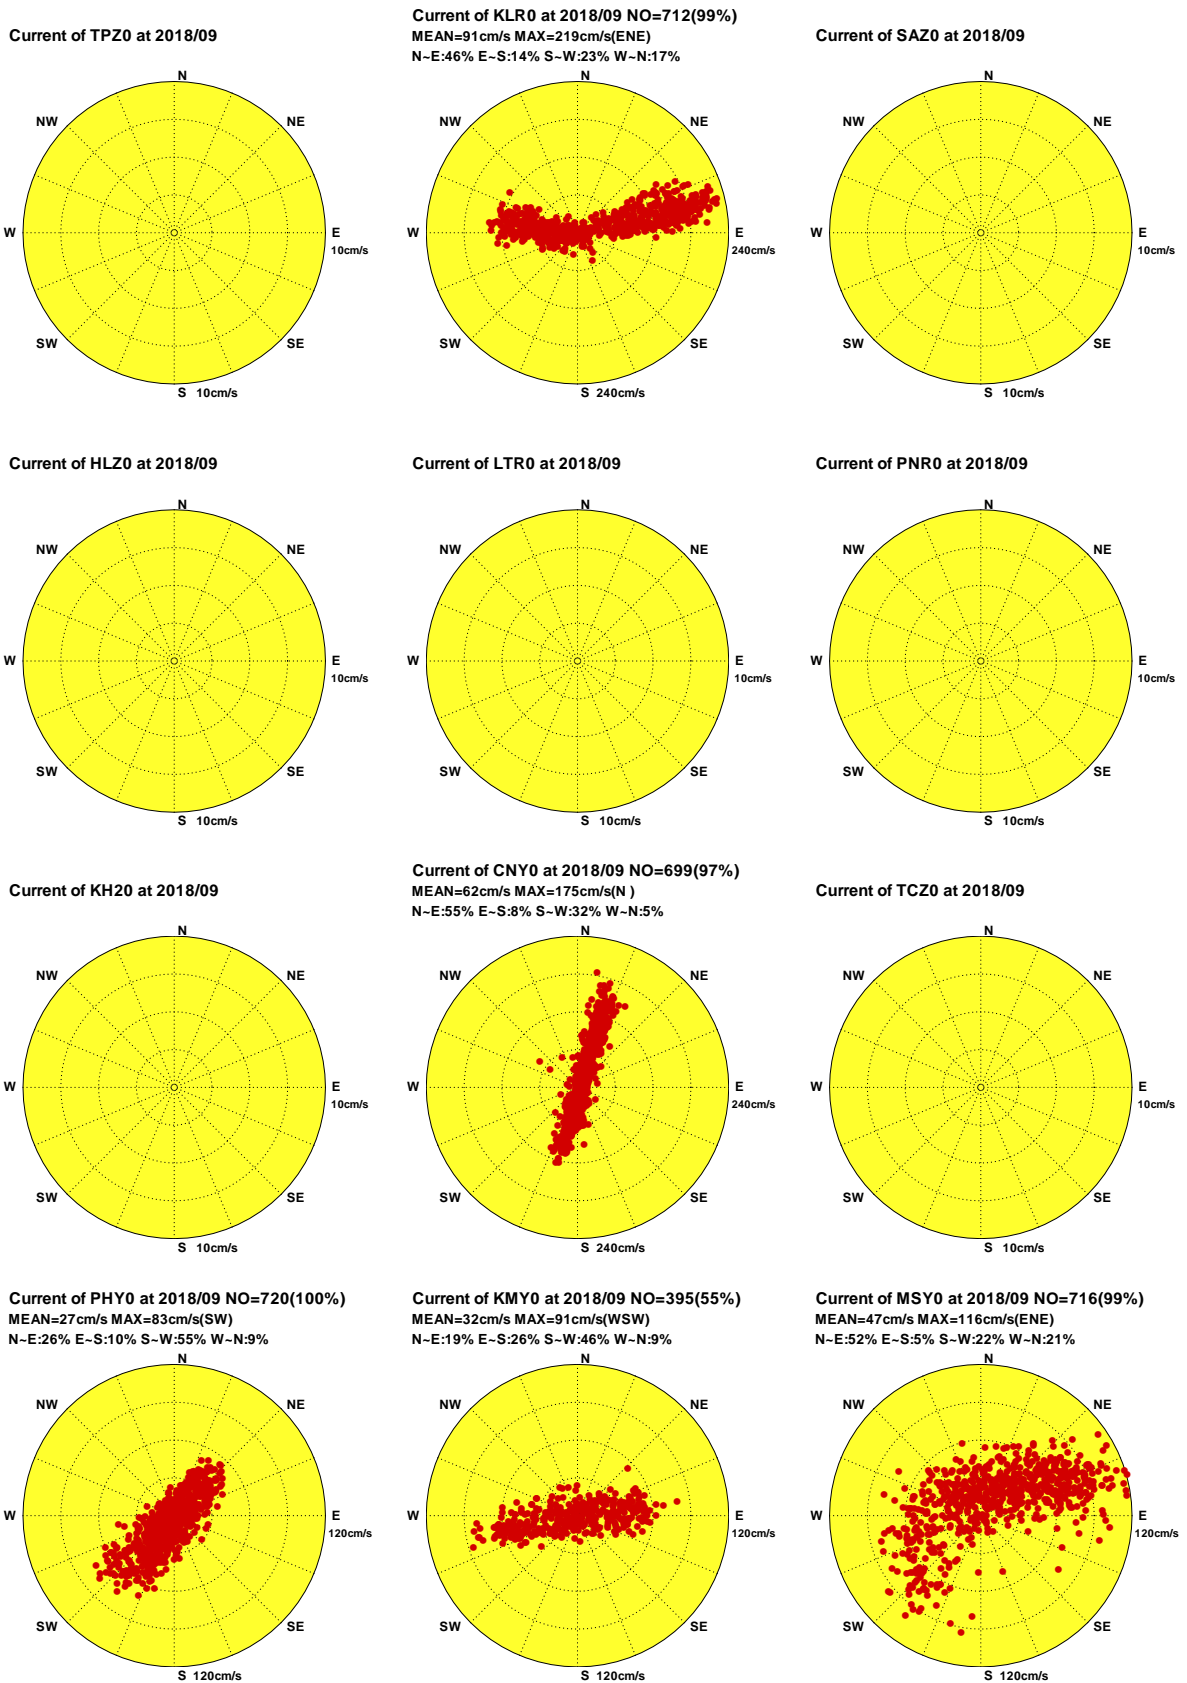 Current of TPZ0 at 2018/09
N
NW
NE
W
E
10cm/s
SW
SE
S 10cm/s
Current of KLR0 at 2018/09 NO=712(99%)
MEAN=91cm/s MAX=219cm/s(ENE)
N~E:46% E~S:14% S~W:23% W~N:17%
N
NW
NE
W
E
240cm/s
SW
SE
S 240cm/s
Current of SAZ0 at 2018/09
N
NW
NE
W
E
10cm/s
SW
SE
S 10cm/s
Current of HLZ0 at 2018/09
N
NW
NE
W
E
10cm/s
SW
SE
S 10cm/s
Current of LTR0 at 2018/09
N
NW
NE
W
E
10cm/s
SW
SE
S 10cm/s
Current of PNR0 at 2018/09
N
NW
NE
W
E
10cm/s
SW
SE
S 10cm/s
Current of KH20 at 2018/09
N
NW
NE
W
E
10cm/s
SW
SE
S 10cm/s
Current of CNY0 at 2018/09 NO=699(97%)
MEAN=62cm/s MAX=175cm/s(N )
N~E:55% E~S:8% S~W:32% W~N:5%
N
NW
NE
W
E
240cm/s
SW
SE
S 240cm/s
Current of TCZ0 at 2018/09
N
NW
NE
W
E
10cm/s
SW
SE
S 10cm/s
Current of PHY0 at 2018/09 NO=720(100%)
MEAN=27cm/s MAX=83cm/s(SW)
N~E:26% E~S:10% S~W:55% W~N:9%
N
NW
NE
W
E
120cm/s
SW
SE
S 120cm/s
Current of KMY0 at 2018/09 NO=395(55%)
MEAN=32cm/s MAX=91cm/s(WSW)
N~E:19% E~S:26% S~W:46% W~N:9%
N
NW
NE
W
E
120cm/s
SW
SE
S 120cm/s
Current of MSY0 at 2018/09 NO=716(99%)
MEAN=47cm/s MAX=116cm/s(ENE)
N~E:52% E~S:5% S~W:22% W~N:21%
N
NW
NE
W
E
120cm/s
SW
SE
S 120cm/s